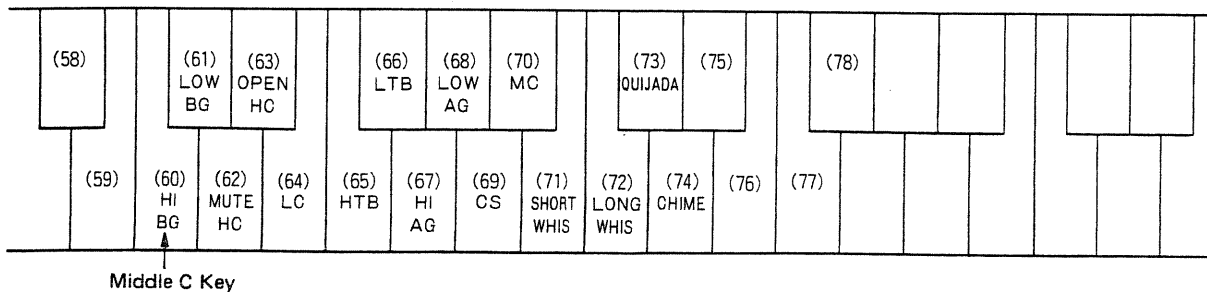 (58)
(61)
LOW
BG
(63)
OPEN
HC
(66)
LTB
(68)
LOW
AG
(70)
MC
(73)
QUIJADA
(75)
(78)
(59)
(60)
HI
BG
(62)
MUTE
HC
(64)
LC
(65)
HTB
(67)
HI
AG
(69)
CS
(71)
SHORT
WHIS
(72)
LONG
WHIS
(74)
CHIME
(76)
(77)
Middle C Key